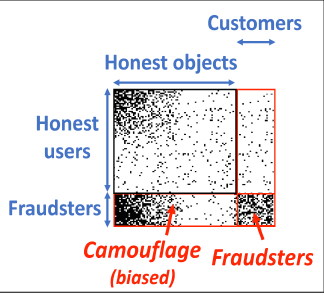 Customers
Honest objects
Honest
users
Fraudsters
Camouflage
(biased)
Fraudsters